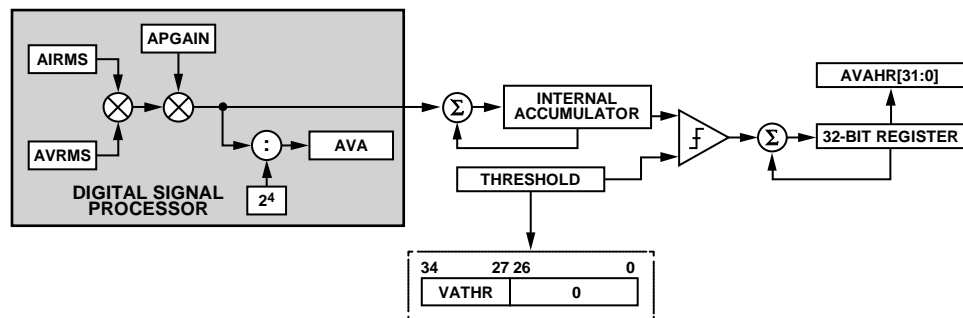 APGAIN
AIRMS
AVRMS
Σ
INTERNAL
ACCUMULATOR
AVAHR[31:0]
Σ
32-BIT REGISTER
:
AVA
THRESHOLD
2⁴
DIGITAL SIGNAL
PROCESSOR
34 27 26 0
VATHR 0